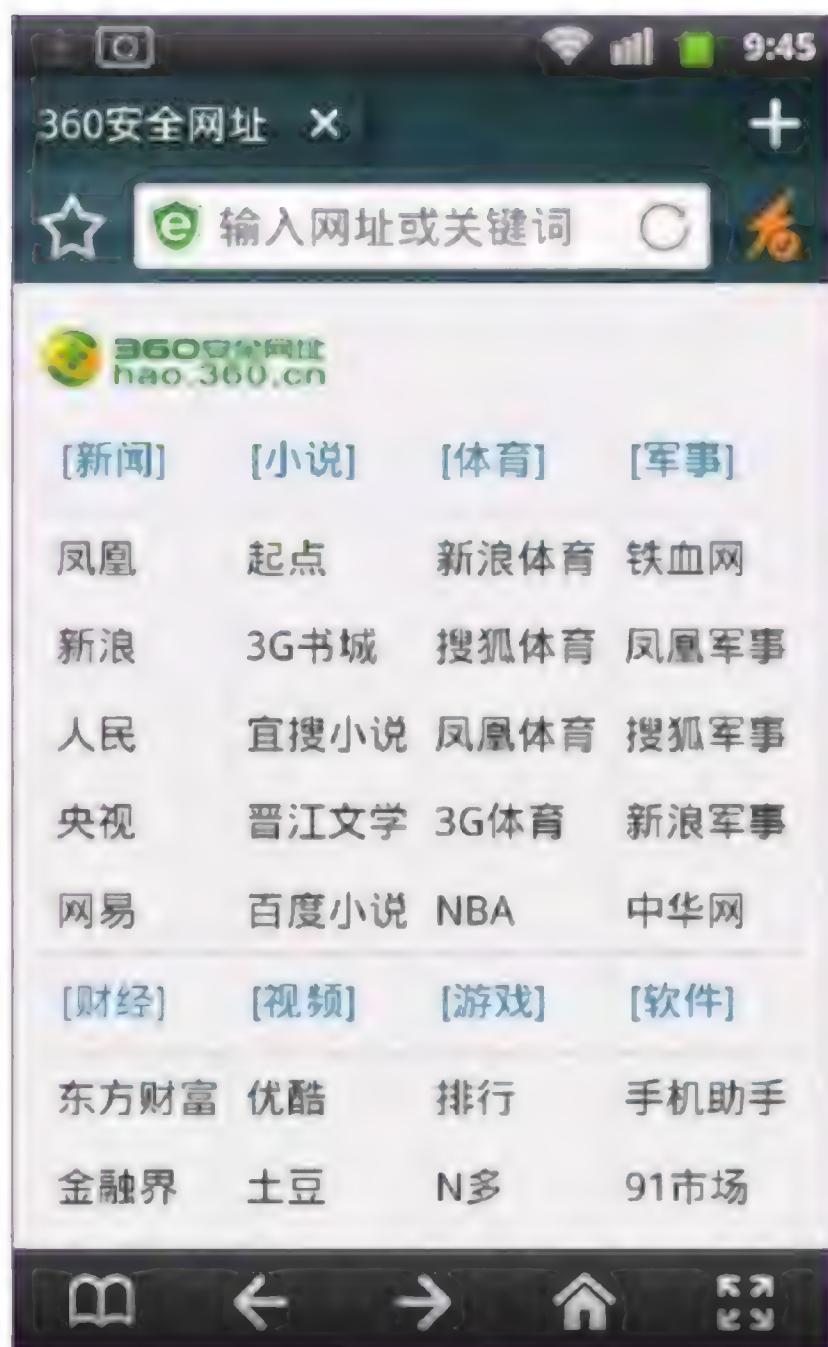 9:45
360安全网址
输入网址或关键词
360安全网址
hao.360.cn
[新闻] [小说] [体育] [军事]
凤凰 起点 新浪体育 铁血网
新浪 3G书城 搜狐体育 凤凰军事
人民 宜搜小说 凤凰体育 搜狐军事
央视 晋江文学 3G体育 新浪军事
网易 百度小说 NBA 中华网
[财经] [视频] [游戏] [软件]
东方财富 优酷 排行 手机助手
金融界 土豆 N多 91市场